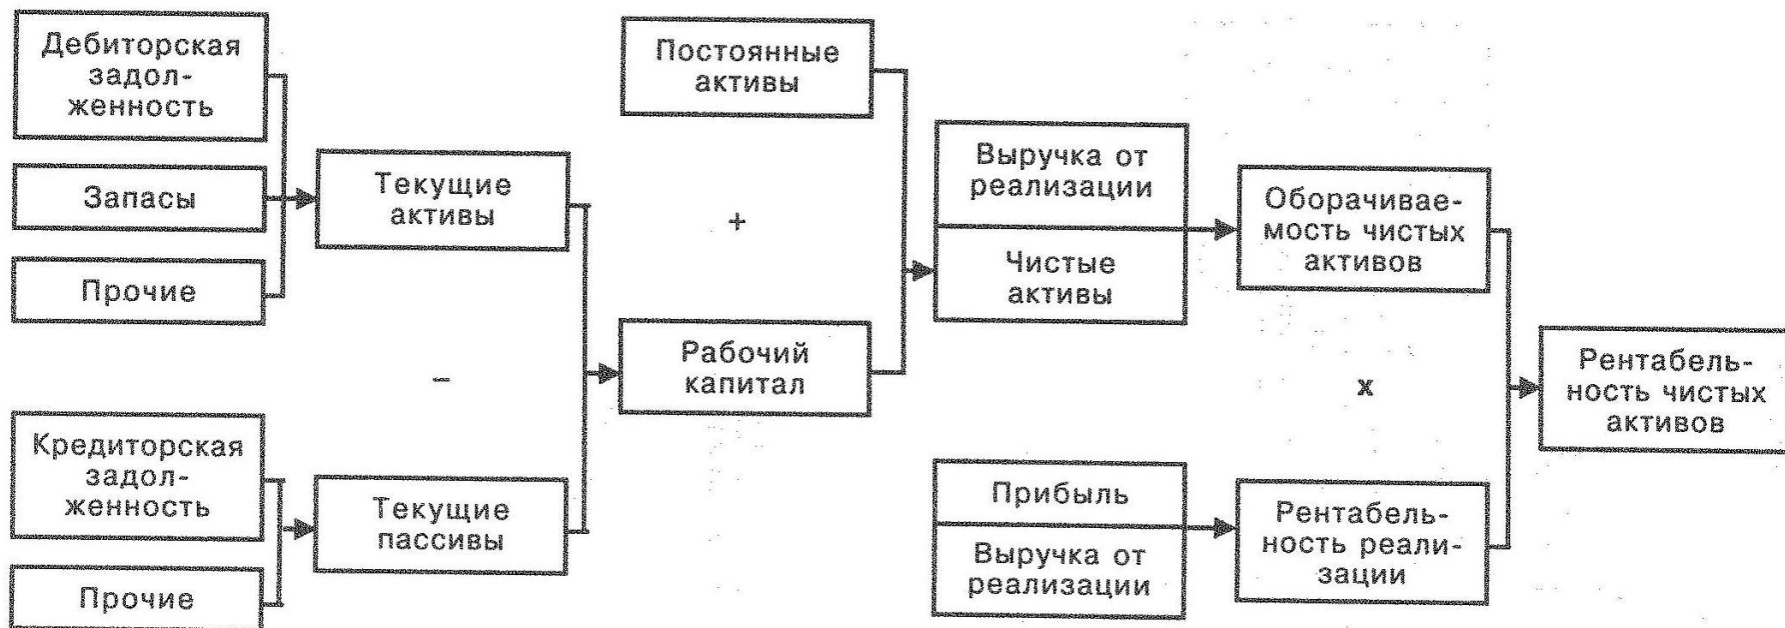 Дебиторская
задол-
женность
Запасы
Прочие
Текущие
активы
–
Кредиторская
задол-
женность
Прочие
Текущие
пассивы
Постоянные
активы
+
Рабочий
капитал
Выручка от
реализации
Чистые
активы
Оборачивае-
мость чистых
активов
x
Прибыль
Выручка от
реализации
Рентабель-
ность реали-
зации
Рентабель-
ность чистых
активов